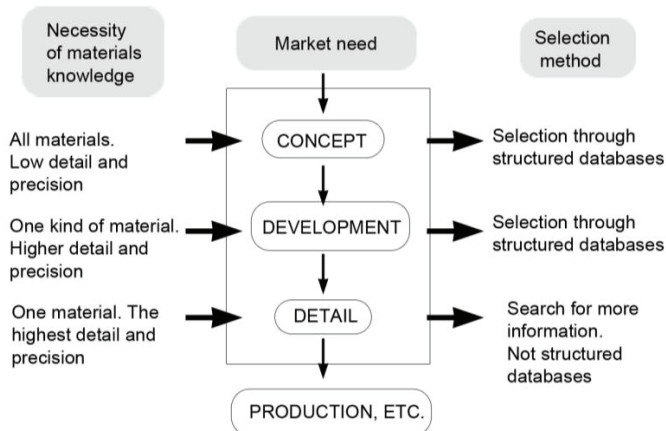 Necessity
of materials
knowledge
Market need
Selection
method
All materials.
Low detail and
precision
CONCEPT
Selection through
structured databases
One kind of material.
Higher detail and
precision
DEVELOPMENT
Selection through
structured databases
One material. The
highest detail and
precision
DETAIL
Search for more
information.
Not structured
databases
PRODUCTION, ETC.